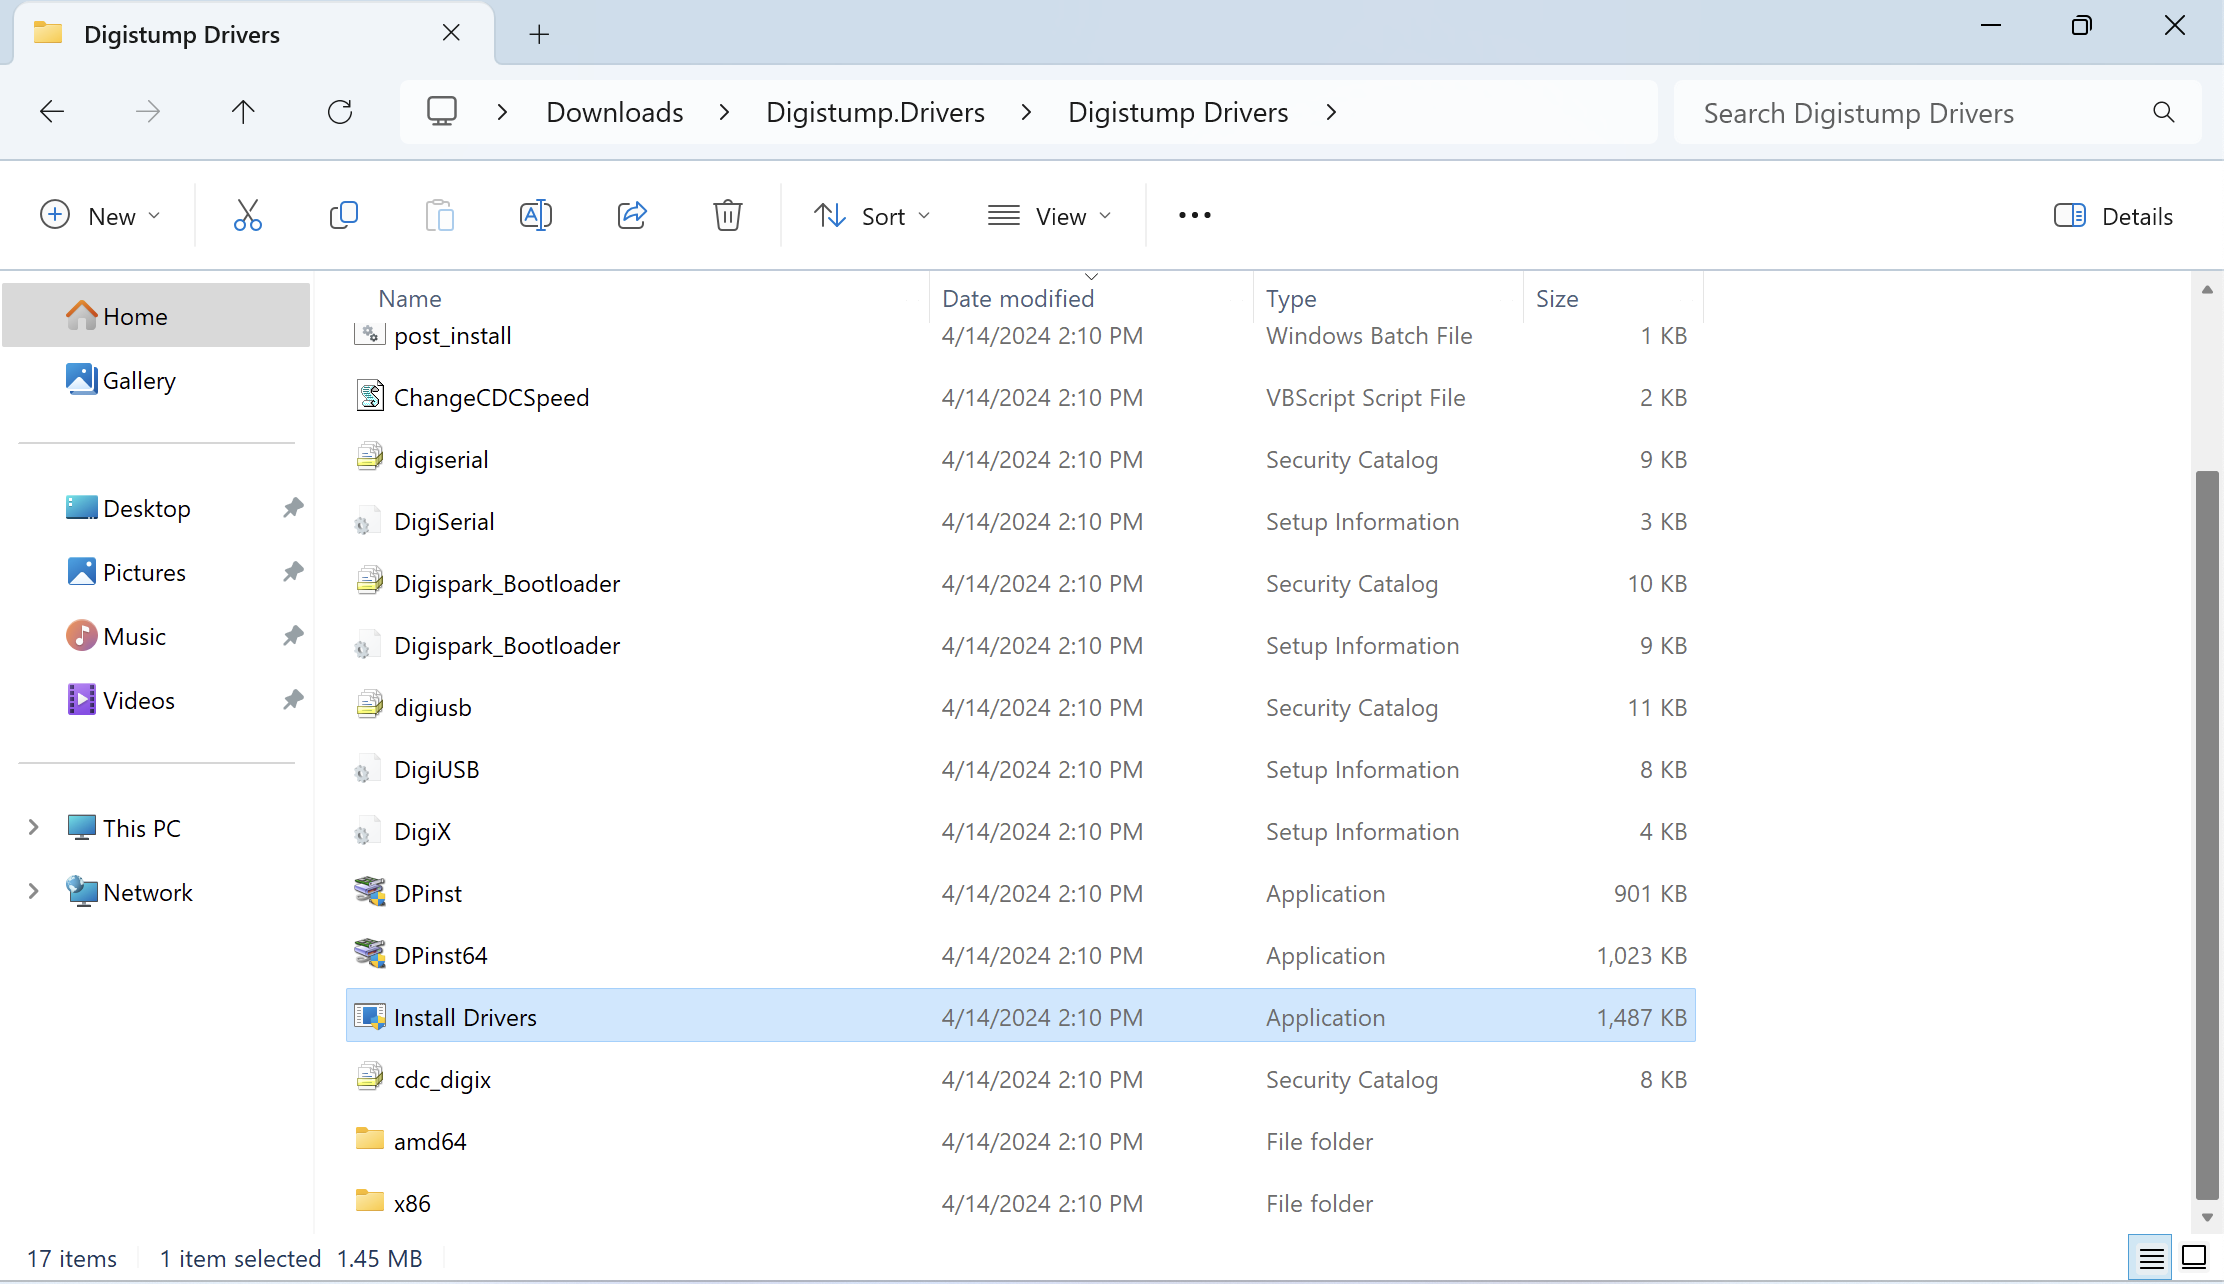 Digistump Drivers
Downloads Digistump.Drivers Digistump Drivers
Search Digistump Drivers
New
Sort
View
Details
Home
Gallery
Desktop
Pictures
Music
Videos
This PC
Network
Name Date modified Type Size
post_install 4/14/2024 2:10 PM Windows Batch File 1 KB
ChangeCDCSpeed 4/14/2024 2:10 PM VBScript Script File 2 KB
digiserial 4/14/2024 2:10 PM Security Catalog 9 KB
DigiSerial 4/14/2024 2:10 PM Setup Information 3 KB
Digispark_Bootloader 4/14/2024 2:10 PM Security Catalog 10 KB
Digispark_Bootloader 4/14/2024 2:10 PM Setup Information 9 KB
digiusb 4/14/2024 2:10 PM Security Catalog 11 KB
DigiUSB 4/14/2024 2:10 PM Setup Information 8 KB
DigiX 4/14/2024 2:10 PM Setup Information 4 KB
DPinst 4/14/2024 2:10 PM Application 901 KB
DPinst64 4/14/2024 2:10 PM Application 1,023 KB
Install Drivers 4/14/2024 2:10 PM Application 1,487 KB
cdc_digix 4/14/2024 2:10 PM Security Catalog 8 KB
amd64 4/14/2024 2:10 PM File folder
x86 4/14/2024 2:10 PM File folder
17 items 1 item selected 1.45 MB